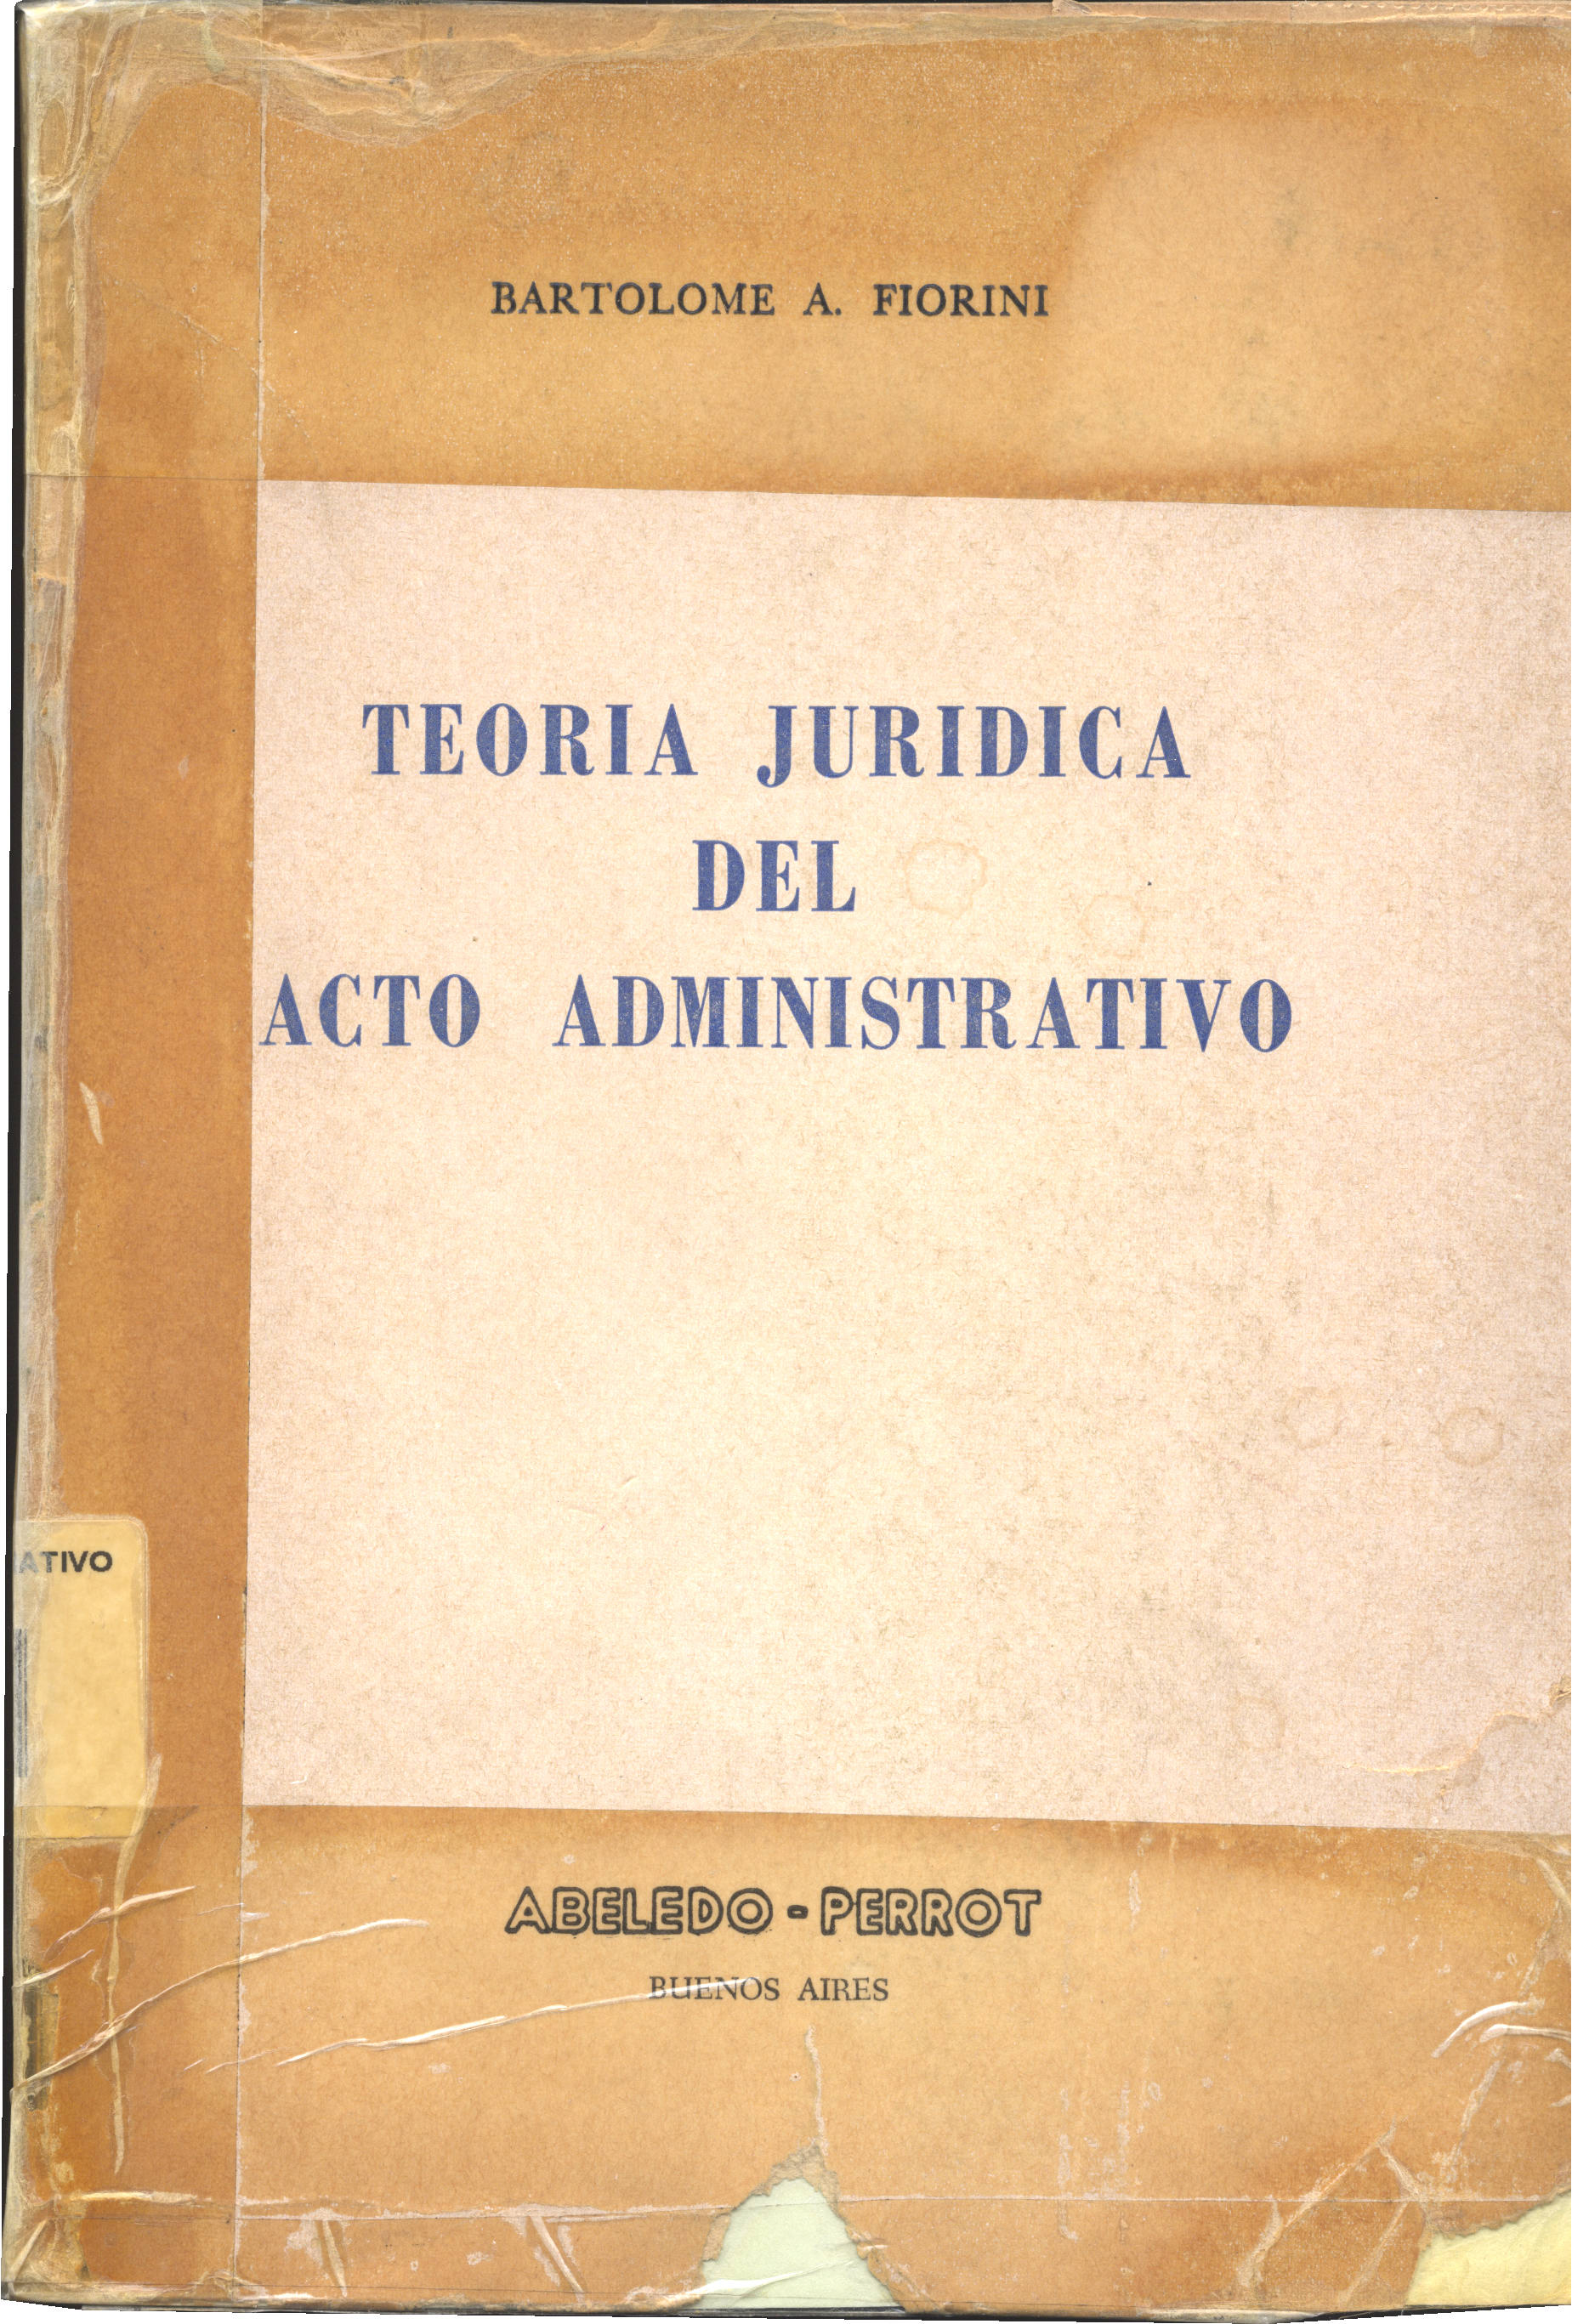 BARTOLOME A. FIORINI
TEORIA JURIDICA
DEL
ACTO ADMINISTRATIVO
ATIVO
ABELEDO-PERROT
BUENOS AIRES